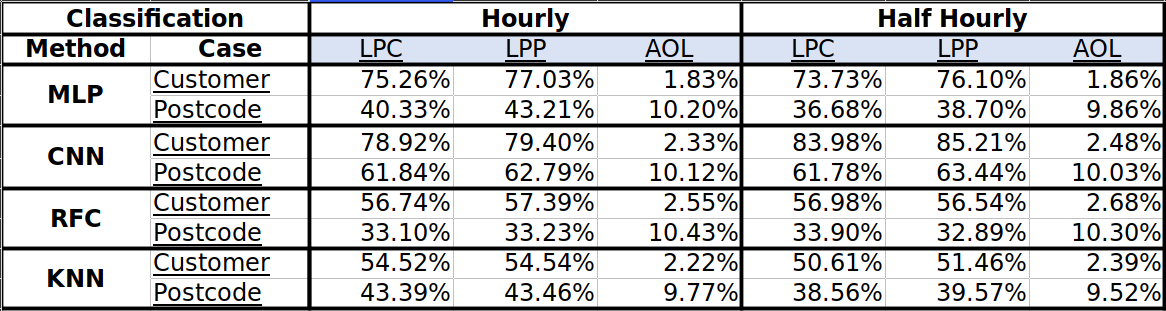 Classification Hourly Half Hourly
Method Case LPC LPP AOL LPC LPP AOL
MLP Customer 75.26% 77.03% 1.83% 73.73% 76.10% 1.86%
Postcode 40.33% 43.21% 10.20% 36.68% 38.70% 9.86%
CNN Customer 78.92% 79.40% 2.33% 83.98% 85.21% 2.48%
Postcode 61.84% 62.79% 10.12% 61.78% 63.44% 10.03%
RFC Customer 56.74% 57.39% 2.55% 56.98% 56.54% 2.68%
Postcode 33.10% 33.23% 10.43% 33.90% 32.89% 10.30%
KNN Customer 54.52% 54.54% 2.22% 50.61% 51.46% 2.39%
Postcode 43.39% 43.46% 9.77% 38.56% 39.57% 9.52%